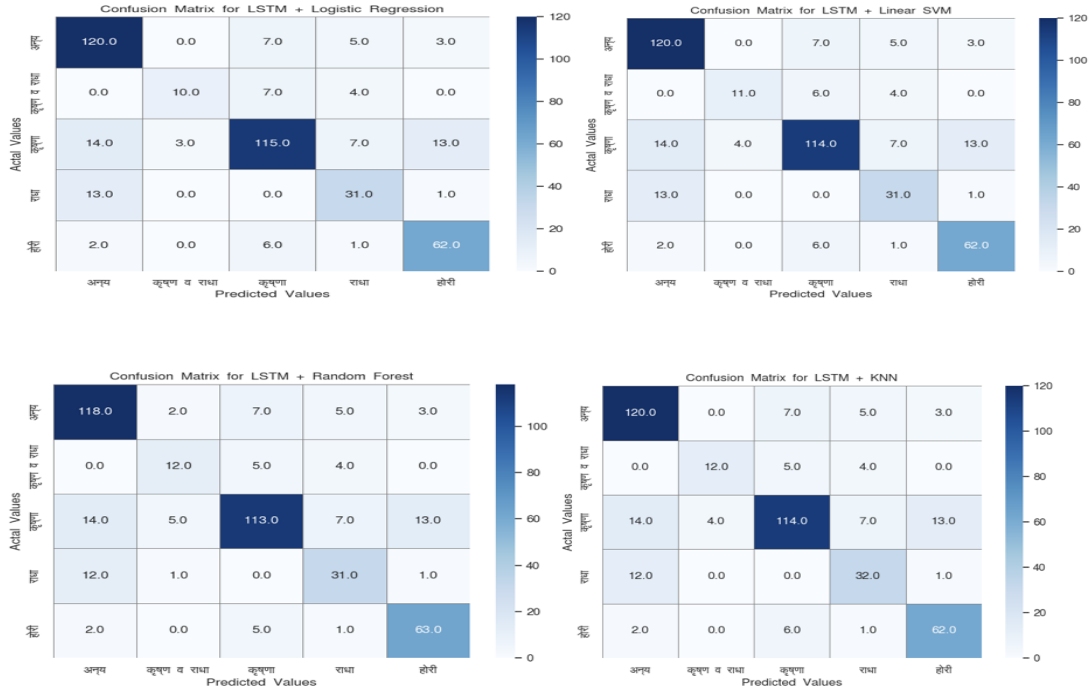 Confusion Matrix for LSTM + Logistic Regression
अन्य 120.0 0.0 7.0 5.0 3.0
कृष्ण व राधा 0.0 10.0 7.0 4.0 0.0
कृष्णा 14.0 3.0 115.0 7.0 13.0
राधा 13.0 0.0 0.0 31.0 1.0
होरी 2.0 0.0 6.0 1.0 62.0
Actal Values
अन्य कृष्ण व राधा कृष्णा राधा होरी
Predicted Values
120
100
80
60
40
20
0
Confusion Matrix for LSTM + Linear SVM
अन्य 120.0 0.0 7.0 5.0 3.0
कृष्ण व राधा 0.0 11.0 6.0 4.0 0.0
कृष्णा 14.0 4.0 114.0 7.0 13.0
राधा 13.0 0.0 0.0 31.0 1.0
होरी 2.0 0.0 6.0 1.0 62.0
Actal Values
अन्य कृष्ण व राधा कृष्णा राधा होरी
Predicted Values
120
100
80
60
40
20
0
Confusion Matrix for LSTM + Random Forest
अन्य 118.0 2.0 7.0 5.0 3.0
कृष्ण व राधा 0.0 12.0 5.0 4.0 0.0
कृष्णा 14.0 5.0 113.0 7.0 13.0
राधा 12.0 1.0 0.0 31.0 1.0
होरी 2.0 0.0 5.0 1.0 63.0
Actal Values
अन्य कृष्ण व राधा कृष्णा राधा होरी
Predicted Values
100
80
60
40
20
0
Confusion Matrix for LSTM + KNN
अन्य 120.0 0.0 7.0 5.0 3.0
कृष्ण व राधा 0.0 12.0 5.0 4.0 0.0
कृष्णा 14.0 4.0 114.0 7.0 13.0
राधा 12.0 0.0 0.0 32.0 1.0
होरी 2.0 0.0 6.0 1.0 62.0
Actal Values
अन्य कृष्ण व राधा कृष्णा राधा होरी
Predicted Values
120
100
80
60
40
20
0